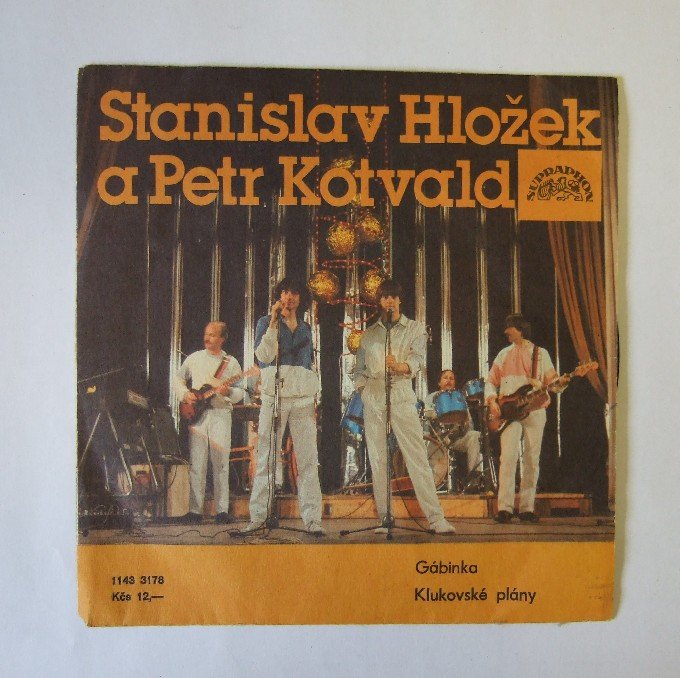 Stanislav Hložek
a Petr Kotvald
SUPRAPHON
Gábinka
1143 3178
Klukovské plány
Kčs 12,—